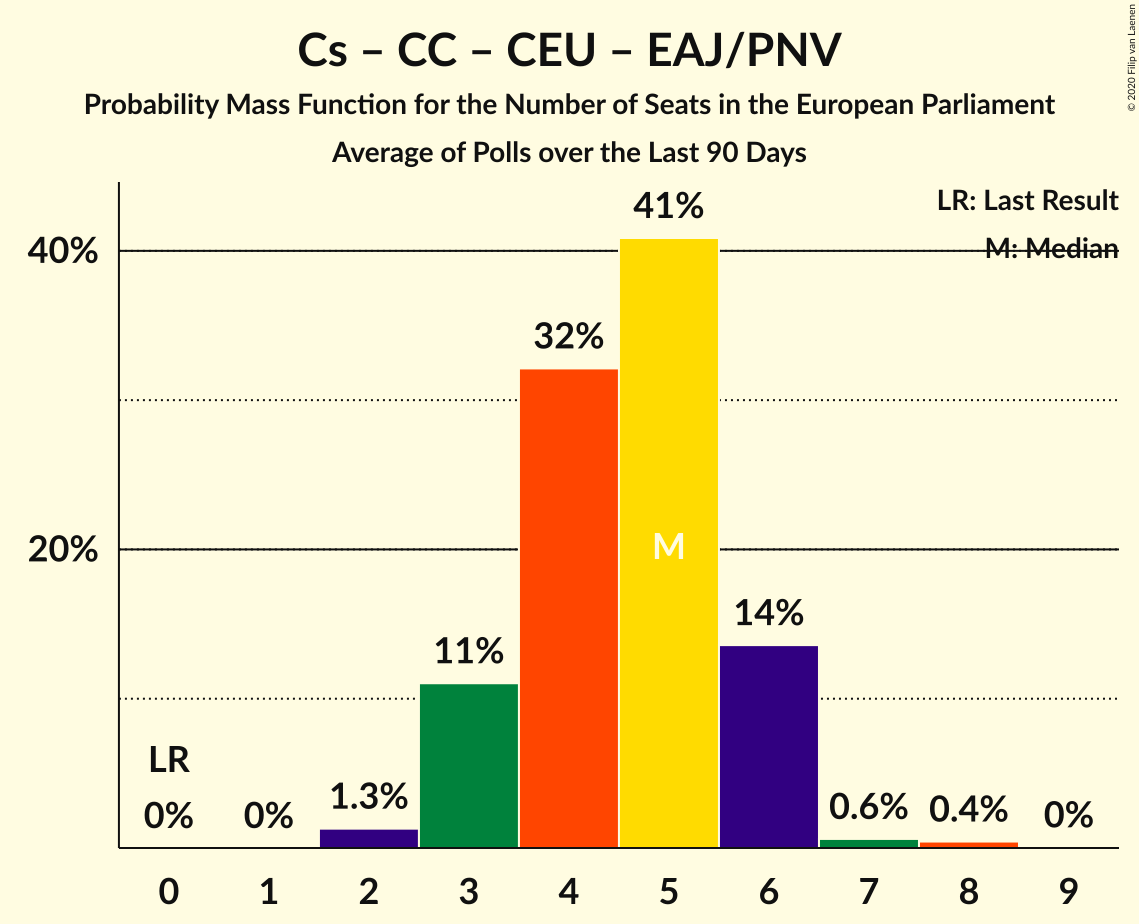 Cs – CC – CEU – EAJ/PNV
Probability Mass Function for the Number of Seats in the European Parliament
Average of Polls over the Last 90 Days
© 2020 Filip van Laenen
LR: Last Result
M: Median
40%
20%
LR
0%
0%
1.3%
11%
32%
41%
M
14%
0.6%
0.4%
0%
0 1 2 3 4 5 6 7 8 9